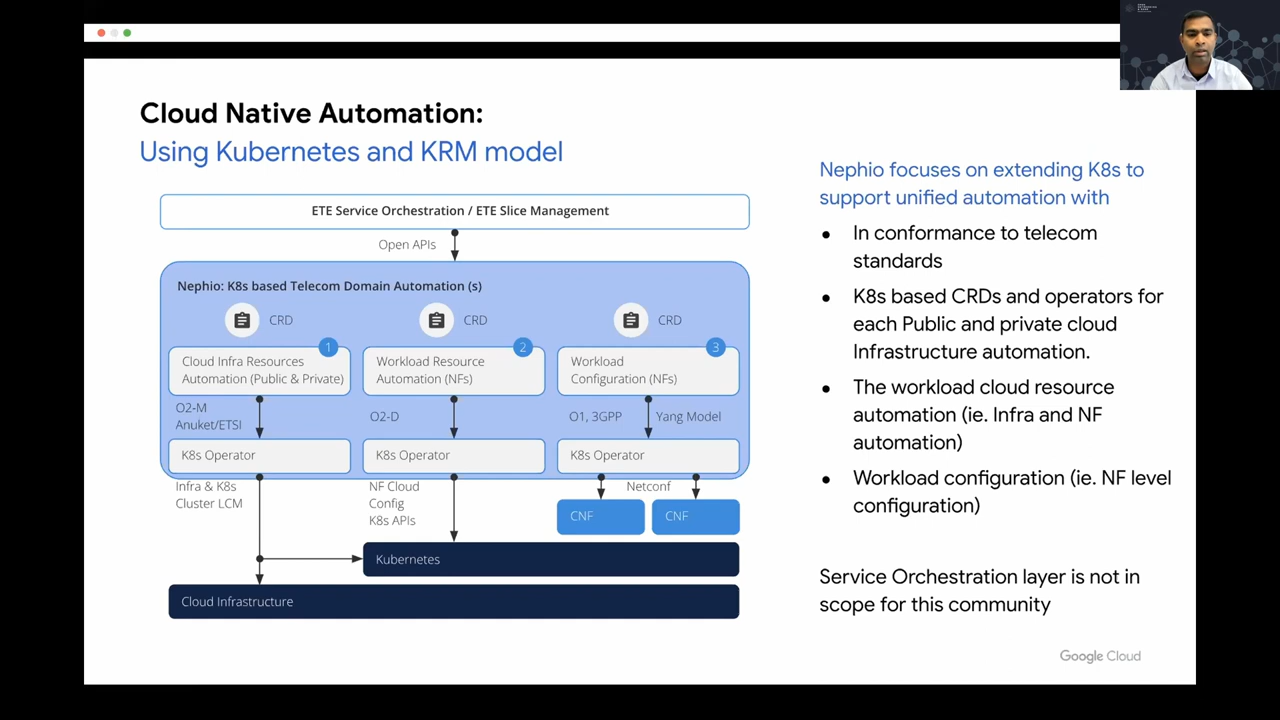 Cloud Native Automation:
Using Kubernetes and KRM model
ETE Service Orchestration / ETE Slice Management
Open APIs
Nephio: K8s based Telecom Domain Automation (s)
CRD
CRD
CRD
1
Cloud Infra Resources
Automation (Public & Private)
2
Workload Resource
Automation (NFs)
3
Workload
Configuration (NFs)
O2-M
Anuket/ETSI
O2-D
O1, 3GPP
Yang Model
K8s Operator
K8s Operator
K8s Operator
Infra & K8s
Cluster LCM
NF Cloud
Config
K8s APIs
Netconf
CNF
CNF
Kubernetes
Cloud Infrastructure
Nephio focuses on extending K8s to
support unified automation with
● In conformance to telecom
standards
● K8s based CRDs and operators for
each Public and private cloud
Infrastructure automation.
● The workload cloud resource
automation (ie. Infra and NF
automation)
● Workload configuration (ie. NF level
configuration)
Service Orchestration layer is not in
scope for this community
Google Cloud